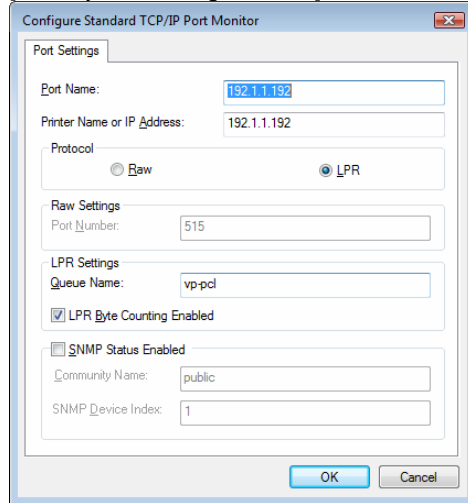 Configure Standard TCP/IP Port Monitor
Port Settings
Port Name: 192.1.1.192
Printer Name or IP Address: 192.1.1.192
Protocol
Raw LPR
Raw Settings
Port Number: 515
LPR Settings
Queue Name: vp-pcl
LPR Byte Counting Enabled
SNMP Status Enabled
Community Name: public
SNMP Device Index: 1
OK Cancel